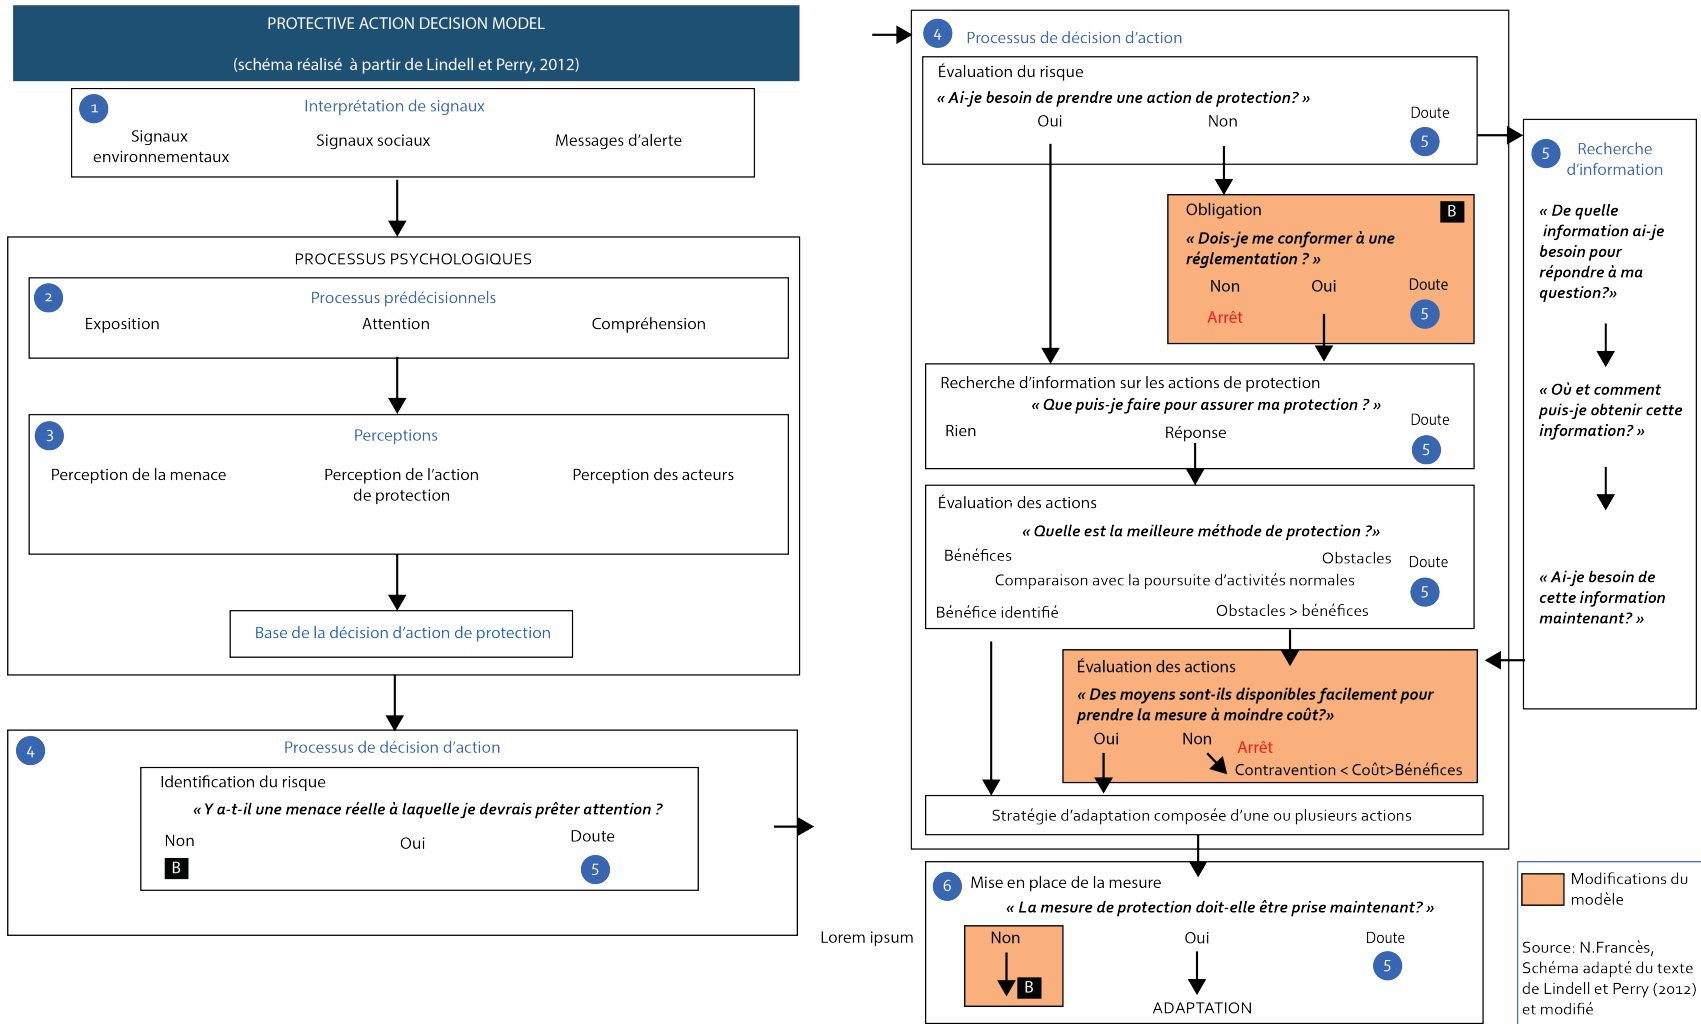 PROTECTIVE ACTION DECISION MODEL
(schéma réalisé à partir de Lindell et Perry, 2012)
1
Interprétation de signaux
Signaux
environnementaux
Signaux sociaux
Messages d'alerte
PROCESSUS PSYCHOLOGIQUES
2
Processus prédécisionnels
Exposition
Attention
Compréhension
3
Perceptions
Perception de la menace
Perception de l'action
de protection
Perception des acteurs
Base de la décision d'action de protection
4
Processus de décision d'action
Identification du risque
« Y a-t-il une menace réelle à laquelle je devrais prêter attention ?
Non
B
Oui
Doute
5
4
Processus de décision d'action
Évaluation du risque
« Ai-je besoin de prendre une action de protection? »
Oui
Non
Doute
5
Obligation
B
« Dois-je me conformer à une
réglementation ? »
Non
Oui
Doute
Arrêt
5
Recherche d'information sur les actions de protection
« Que puis-je faire pour assurer ma protection ? »
Rien
Réponse
Doute
5
Évaluation des actions
« Quelle est la meilleure méthode de protection ?»
Bénéfices
Obstacles
Doute
5
Comparaison avec la poursuite d'activités normales
Bénéfice identifié
Obstacles > bénéfices
Évaluation des actions
« Des moyens sont-ils disponibles facilement pour
prendre la mesure à moindre coût?»
Oui
Non
Arrêt
Contravention < Coût>Bénéfices
Stratégie d'adaptation composée d'une ou plusieurs actions
6
Mise en place de la mesure
« La mesure de protection doit-elle être prise maintenant? »
Non
B
Oui
Doute
5
ADAPTATION
Lorem ipsum
5
Recherche
d'information
« De quelle
information ai-je
besoin pour
répondre à ma
question?»
« Où et comment
puis-je obtenir cette
information? »
« Ai-je besoin de
cette information
maintenant? »
Modifications du
modèle
Source: N.Francès,
Schéma adapté du texte
de Lindell et Perry (2012)
et modifié